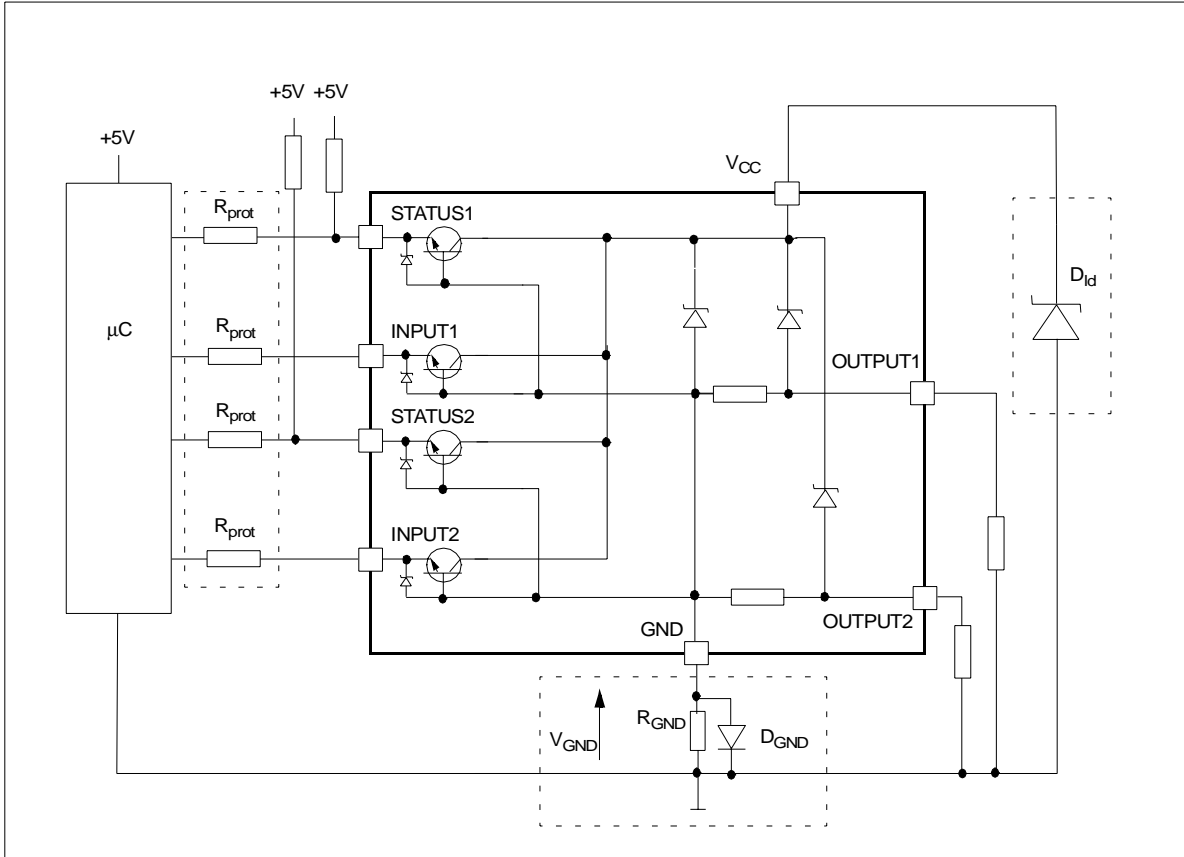 +5V +5V
+5V
VCC
Rprot
STATUS1
Dld
μC
Rprot
INPUT1
OUTPUT1
Rprot
STATUS2
Rprot
INPUT2
OUTPUT2
GND
RGND
VGND
DGND